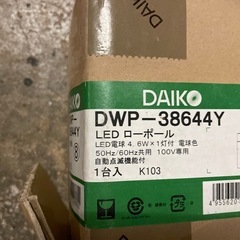 DAIKO
DAIKO
DWP-38644Y
LED ローポール
LED電球 4.6W×1灯付 電球色
50Hz/60Hz共用 100V専用
自動点滅機能付
1台入 K103